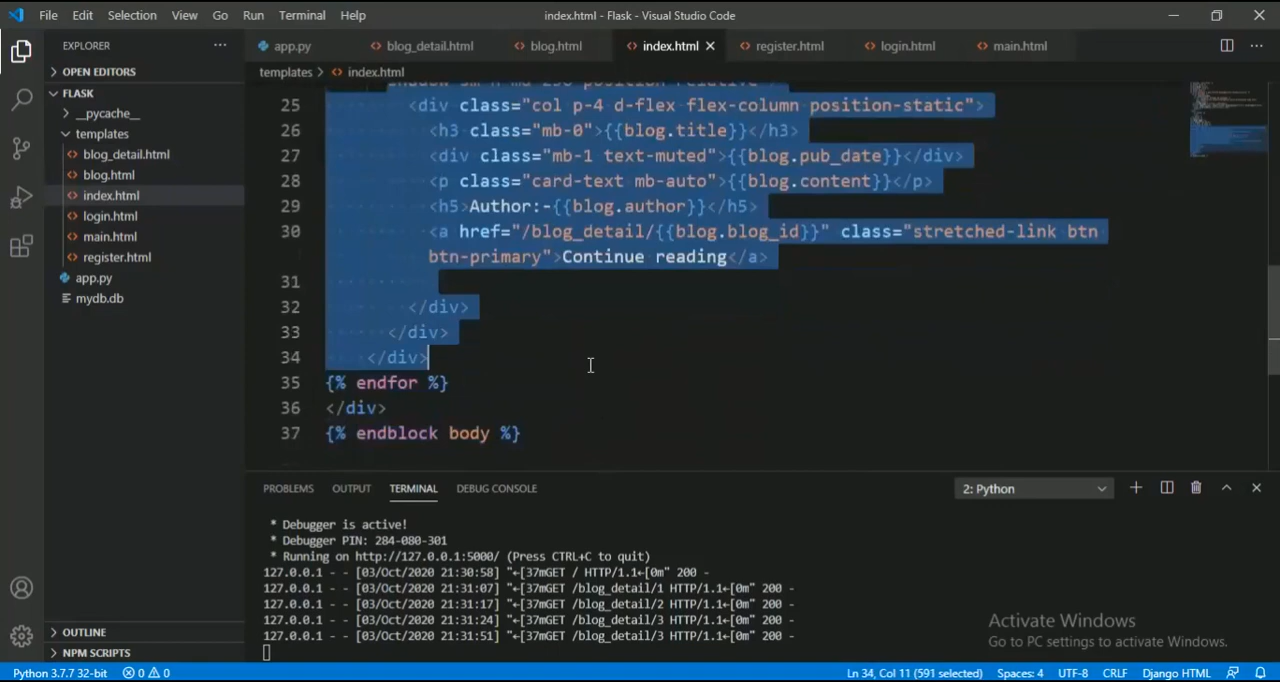 File Edit Selection View Go Run Terminal Help index.html - Flask - Visual Studio Code
EXPLORER ···
app.py blog_detail.html blog.html index.html register.html login.html main.html
OPEN EDITORS
templates > index.html
FLASK
__pycache__
templates
blog_detail.html
blog.html
index.html
login.html
main.html
register.html
app.py
mydb.db
25 <div class="col p-4 d-flex flex-column position-static">
26 <h3 class="mb-0">{{blog.title}}</h3>
27 <div class="mb-1 text-muted">{{blog.pub_date}}</div>
28 <p class="card-text mb-auto">{{blog.content}}</p>
29 <h5>Author:-{{blog.author}}</h5>
30 <a href="/blog_detail/{{blog.blog_id}}" class="stretched-link btn
btn-primary">Continue reading</a>
31
32 </div>
33 </div>
34 </div>
35 {% endfor %}
36 </div>
37 {% endblock body %}
PROBLEMS OUTPUT TERMINAL DEBUG CONSOLE 2: Python
* Debugger is active!
* Debugger PIN: 284-080-301
* Running on http://127.0.0.1:5000/ (Press CTRL+C to quit)
127.0.0.1 - - [03/Oct/2020 21:30:58] "←[37mGET / HTTP/1.1←[0m" 200 -
127.0.0.1 - - [03/Oct/2020 21:31:07] "←[37mGET /blog_detail/1 HTTP/1.1←[0m" 200 -
127.0.0.1 - - [03/Oct/2020 21:31:17] "←[37mGET /blog_detail/2 HTTP/1.1←[0m" 200 -
127.0.0.1 - - [03/Oct/2020 21:31:24] "←[37mGET /blog_detail/3 HTTP/1.1←[0m" 200 -
127.0.0.1 - - [03/Oct/2020 21:31:51] "←[37mGET /blog_detail/3 HTTP/1.1←[0m" 200 -
Activate Windows
Go to PC settings to activate Windows.
OUTLINE
NPM SCRIPTS
Python 3.7.7 32-bit 0 0 Ln 34, Col 11 (591 selected) Spaces: 4 UTF-8 CRLF Django HTML